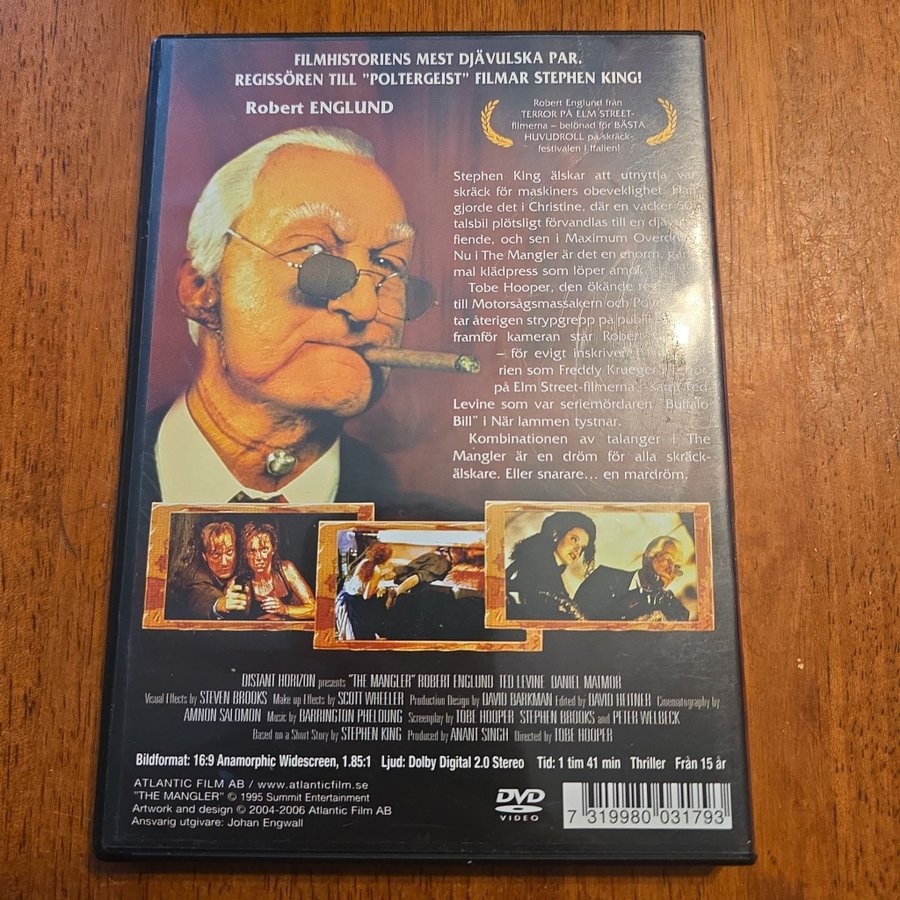 FILMHISTORIENS MEST DJÄVULSKA PAR.
REGISSÖREN TILL "POLTERGEIST" FILMAR STEPHEN KING!
Robert ENGLUND
Robert Englund från
TERROR PÅ ELM STREET-
filmerna – belönad för BÄSTA
HUVUDROLL på skräck-
festivalen i Italien!
Stephen King älskar att utnyttja vår
skräck för maskiners obeveklighet. Han
gjorde det i Christine, där en vacker 50-
talsbil plötsligt förvandlas till en
fiende, och sen i Maximum
Nu i The Mangler är det en enorm,
mal klädpress som löper amok.
Tobe Hooper, den ökände
till Motorsågsmassakern och
tar återigen strypgrepp på
framför kameran står Robert
– för evigt inskriven
rien som Freddy Krueger i
på Elm Street-filmerna – samt Ted
Levine som var seriemördaren "Buffalo
Bill" i När lammen tystnar.
Kombinationen av talanger i The
Mangler är en dröm för alla skräck-
älskare. Eller snarare... en mardröm.
DISTANT HORIZON presents "THE MANGLER" ROBERT ENGLUND TED LEVINE DANIEL MATMOR
Visual Effects by STEVEN BROOKS Make up Effects by SCOTT WHEELER Production Design by DAVID BARKMAN Edited by DAVID HEITNER Cinematography by
AMNON SALOMON Music by BARRINGTON PHELOUNG Screenplay by TOBE HOOPER STEPHEN BROOKS and PETER WELBECK
Based on a Short Story by STEPHEN KING Produced by ANANT SINGH Directed by TOBE HOOPER
Bildformat: 16:9 Anamorphic Widescreen, 1.85:1 Ljud: Dolby Digital 2.0 Stereo Tid: 1 tim 41 min Thriller Från 15 år
ATLANTIC FILM AB / www.atlanticfilm.se
"THE MANGLER" © 1995 Summit Entertainment
Artwork and design © 2004-2006 Atlantic Film AB
Ansvarig utgivare: Johan Engwall
DVD
VIDEO
7 319980 031793